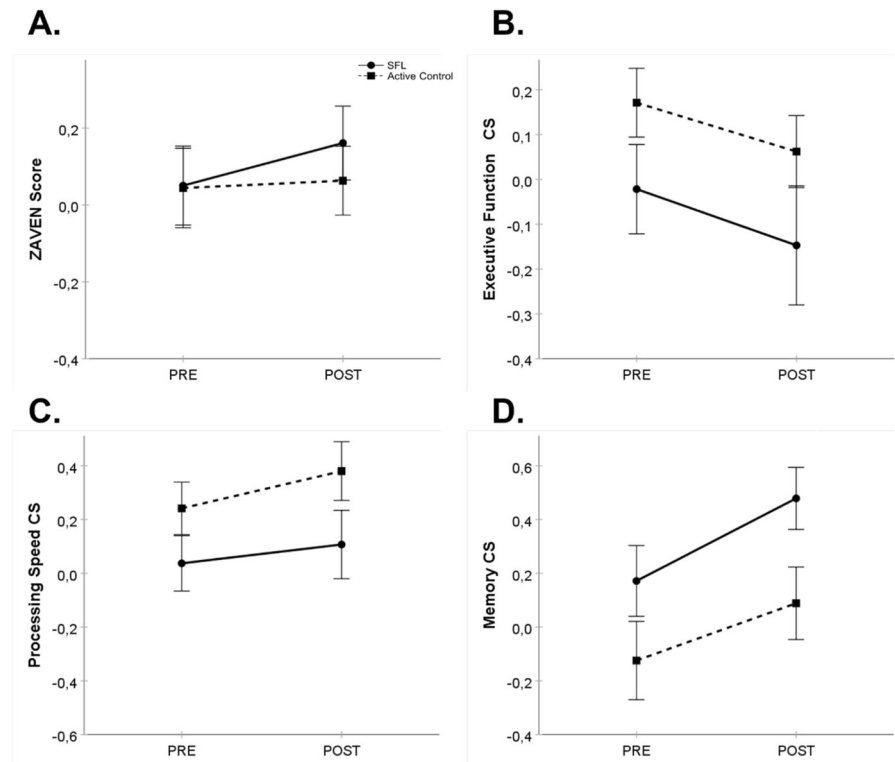 A.
SFL
Active Control
0,2
0,0
-0,2
-0,4
ZAVEN Score
PRE POST
B.
0,2
0,1
0,0
-0,1
-0,2
-0,3
-0,4
Executive Function CS
PRE POST
C.
0,4
0,2
0,0
-0,2
-0,4
-0,6
Processing Speed CS
PRE POST
D.
0,6
0,4
0,2
0,0
-0,2
-0,4
Memory CS
PRE POST